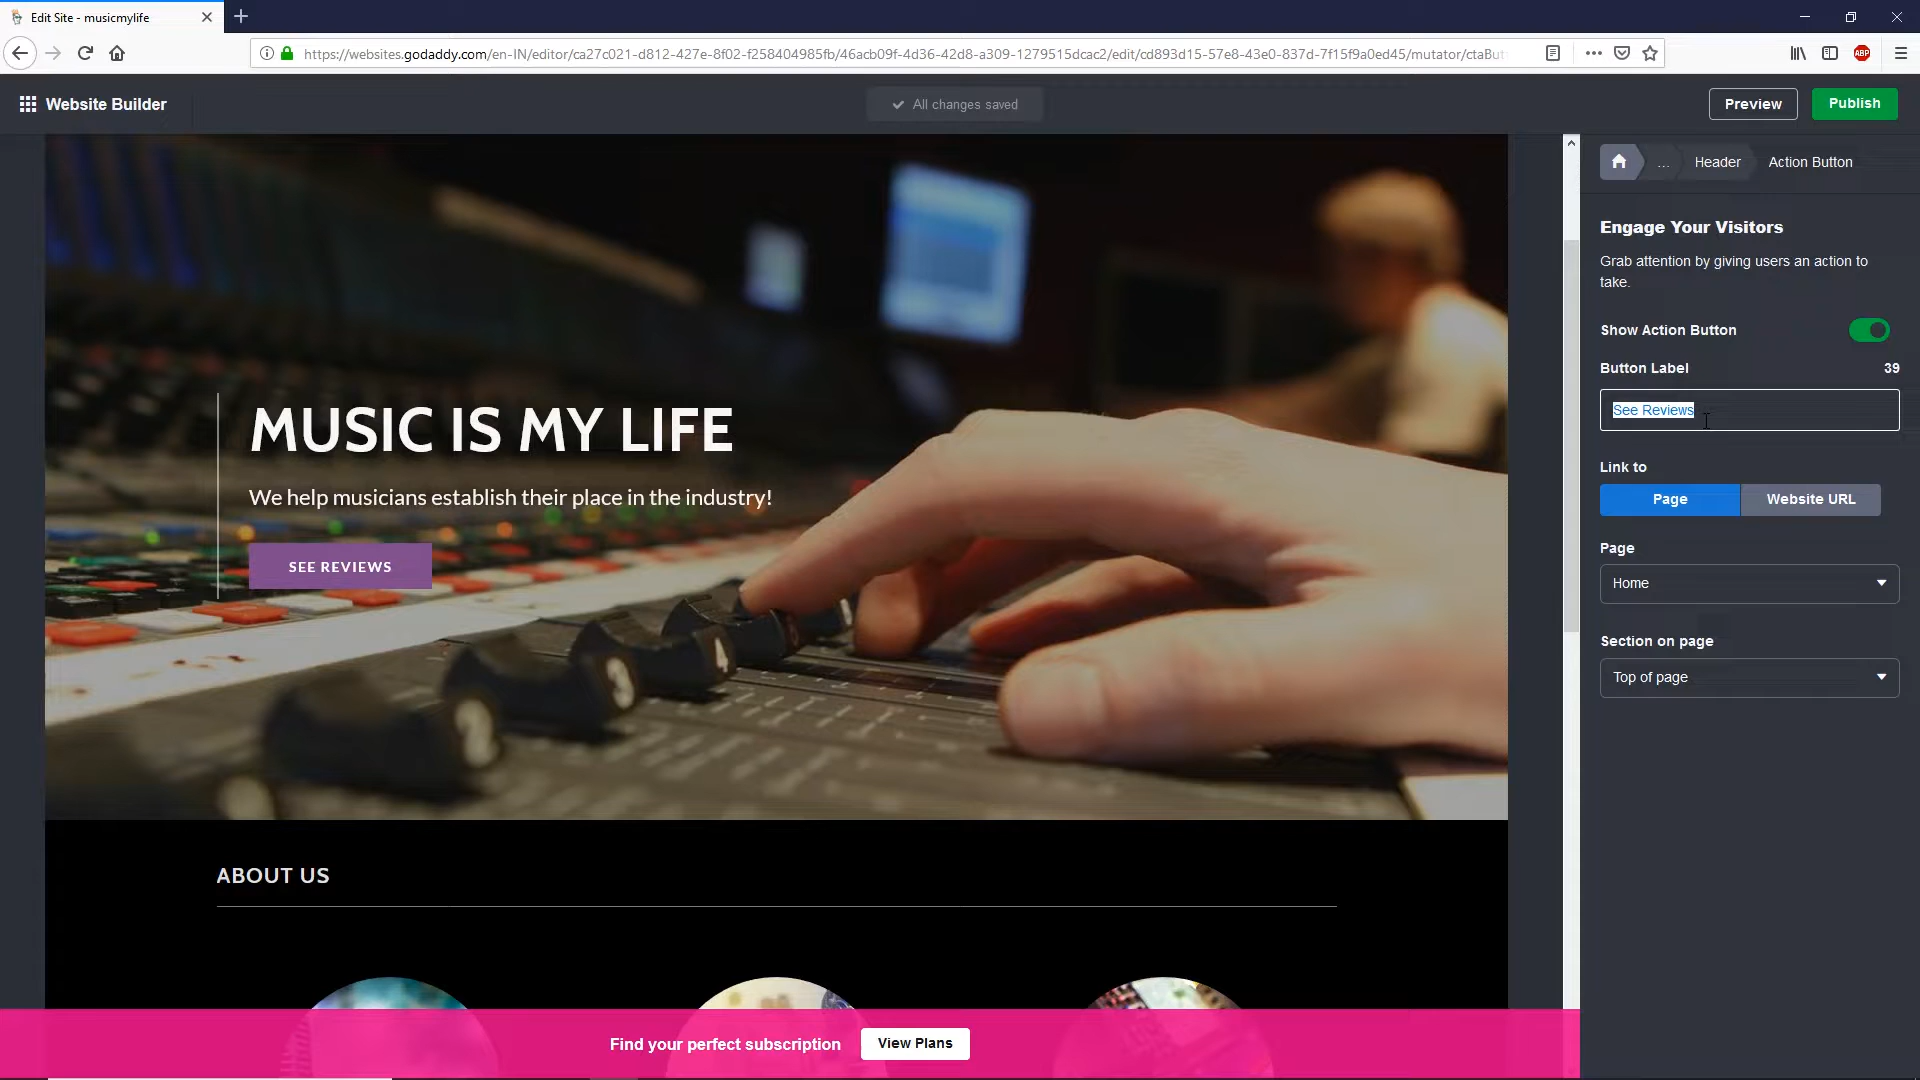 Edit Site - musicmylife
https://websites.godaddy.com/en-IN/editor/ca27c021-d812-427e-8f02-f258404985fb/46acb09f-4d36-42d8-a309-1279515dcac2/edit/cd893d15-57e8-43e0-837d-7f15f9a0ed45/mutator/ctaBut
ABP
Website Builder
All changes saved
Preview
Publish
... Header Action Button
Engage Your Visitors
Grab attention by giving users an action to
take.
Show Action Button
Button Label 39
See Reviews
Link to
Page Website URL
Page
Home
Section on page
Top of page
MUSIC IS MY LIFE
We help musicians establish their place in the industry!
SEE REVIEWS
4
3
2
ABOUT US
Find your perfect subscription View Plans